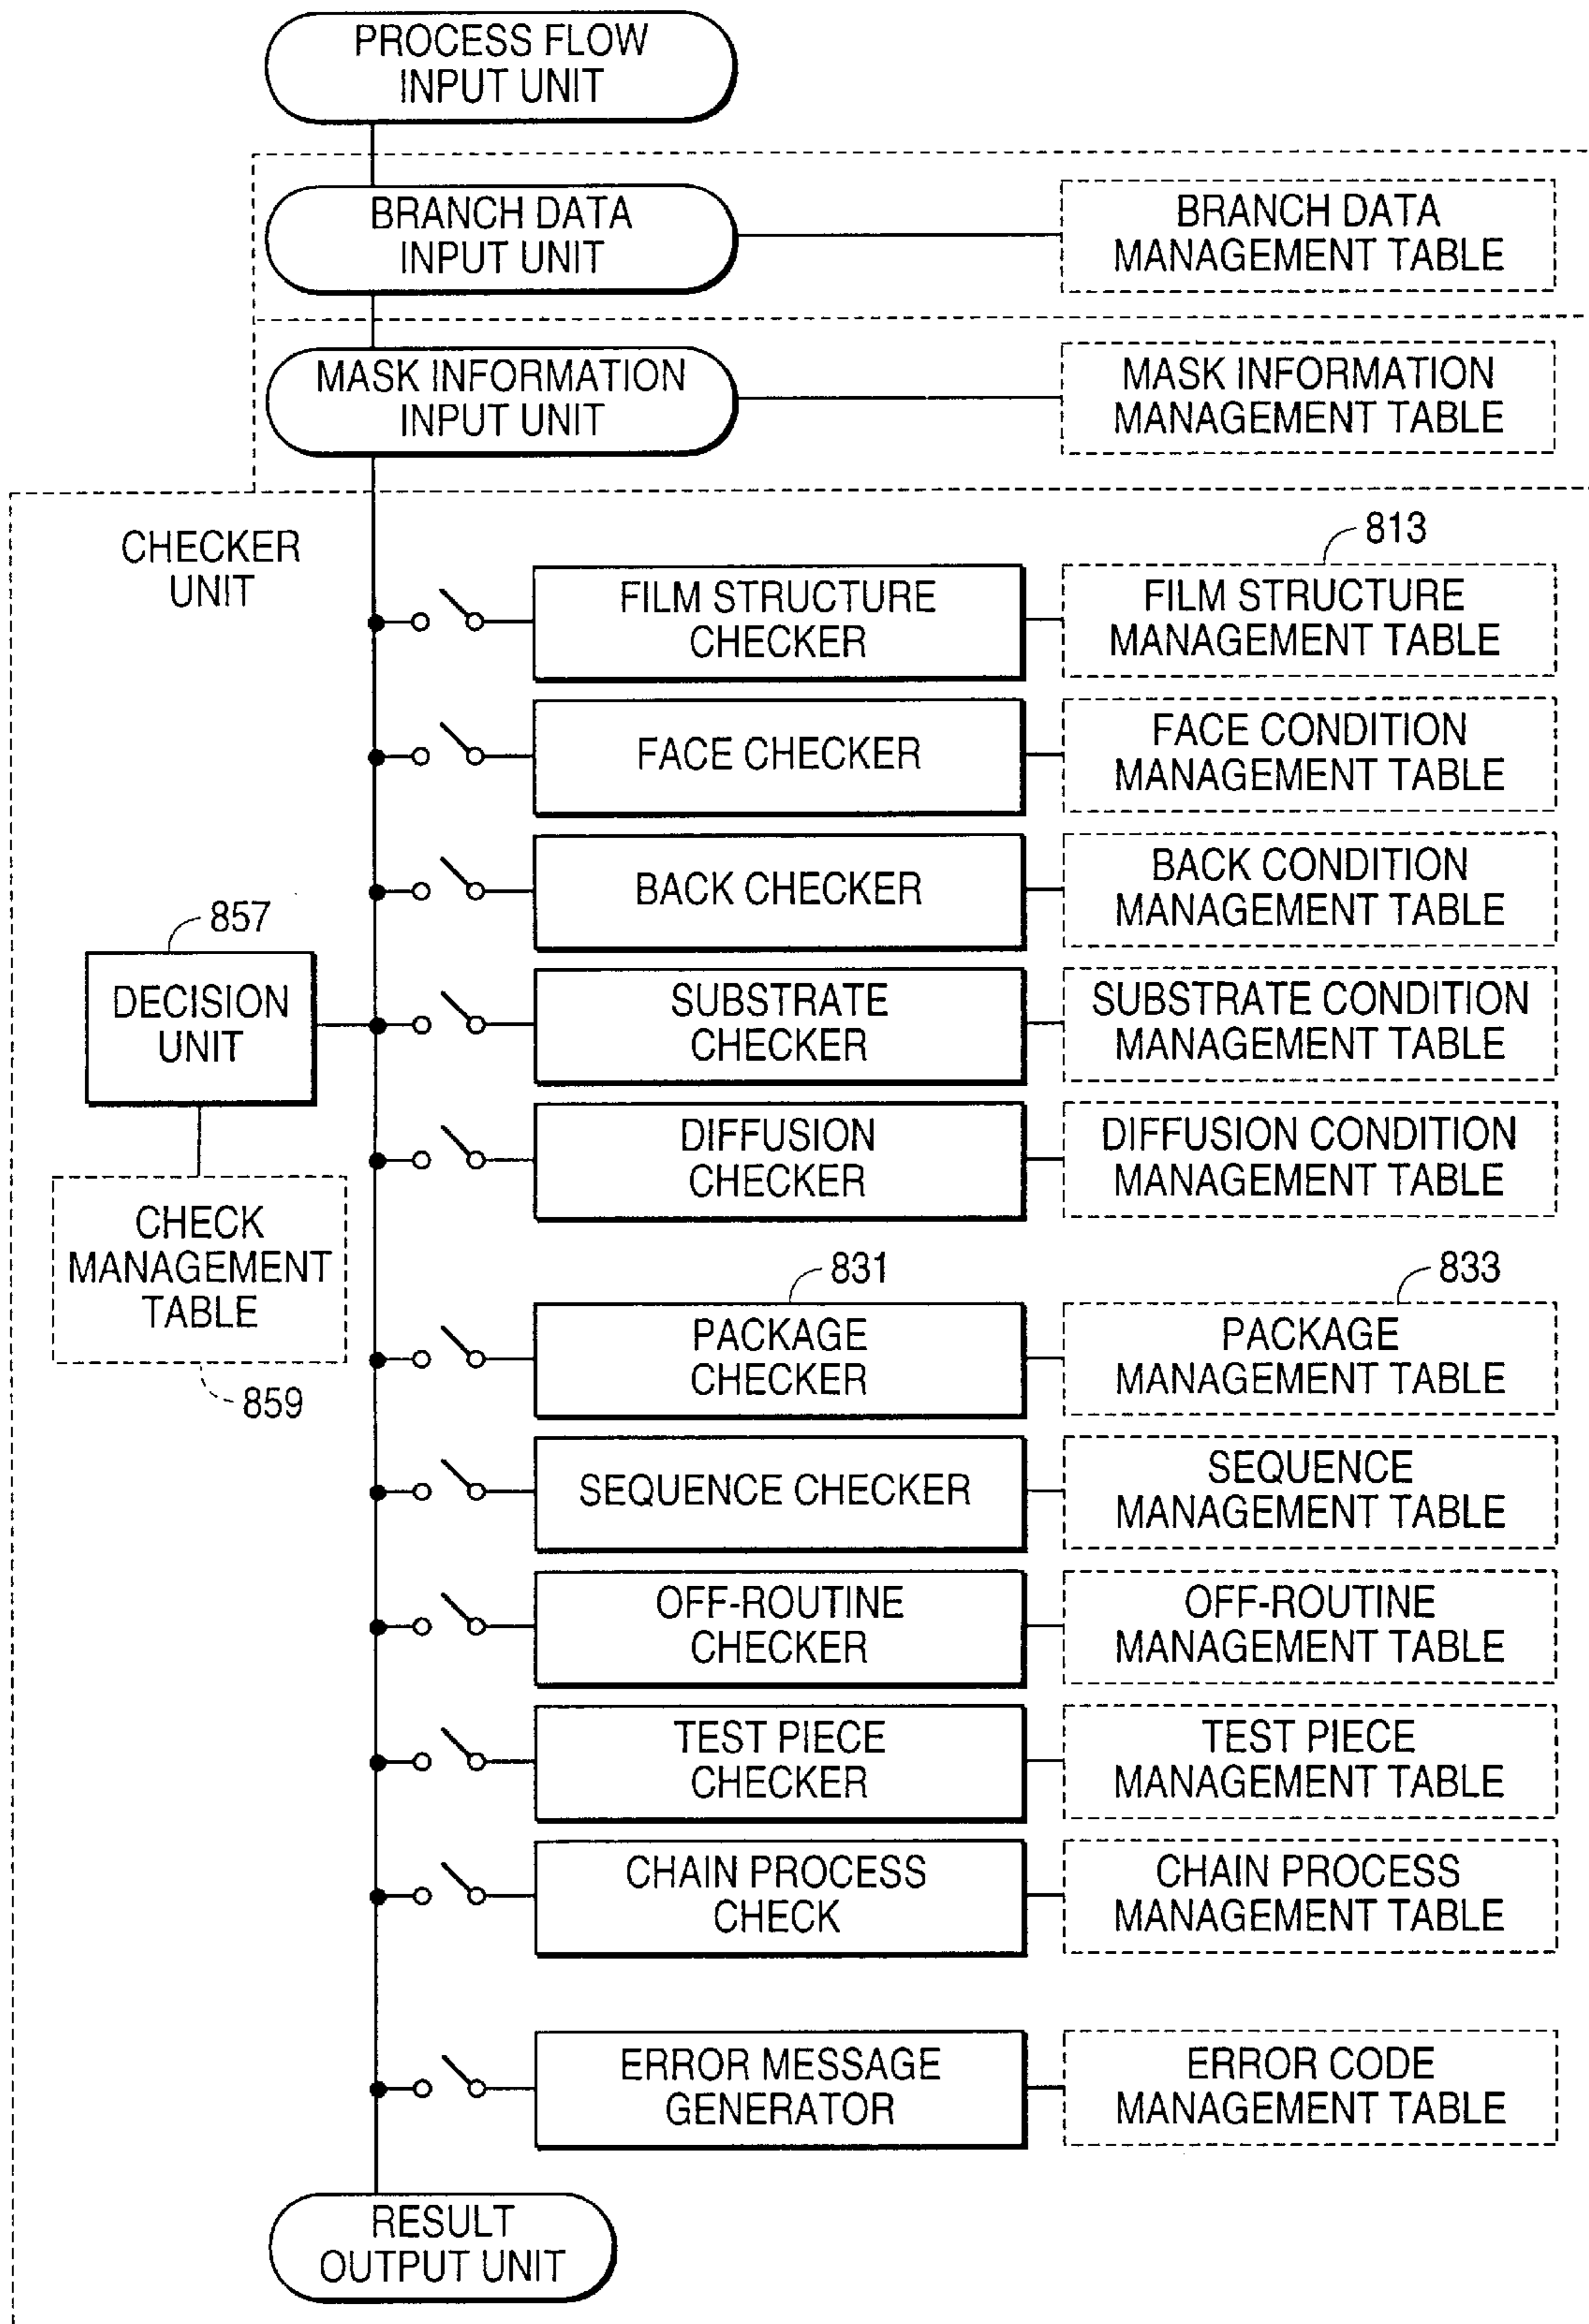 PROCESS FLOW
INPUT UNIT
BRANCH DATA
INPUT UNIT
BRANCH DATA
MANAGEMENT TABLE
MASK INFORMATION
INPUT UNIT
MASK INFORMATION
MANAGEMENT TABLE
CHECKER
UNIT
813
FILM STRUCTURE
CHECKER
FILM STRUCTURE
MANAGEMENT TABLE
FACE CHECKER
FACE CONDITION
MANAGEMENT TABLE
BACK CHECKER
BACK CONDITION
MANAGEMENT TABLE
857
DECISION
UNIT
SUBSTRATE
CHECKER
SUBSTRATE CONDITION
MANAGEMENT TABLE
DIFFUSION
CHECKER
DIFFUSION CONDITION
MANAGEMENT TABLE
CHECK
MANAGEMENT
TABLE
859
831
PACKAGE
CHECKER
833
PACKAGE
MANAGEMENT TABLE
SEQUENCE CHECKER
SEQUENCE
MANAGEMENT TABLE
OFF-ROUTINE
CHECKER
OFF-ROUTINE
MANAGEMENT TABLE
TEST PIECE
CHECKER
TEST PIECE
MANAGEMENT TABLE
CHAIN PROCESS
CHECK
CHAIN PROCESS
MANAGEMENT TABLE
ERROR MESSAGE
GENERATOR
ERROR CODE
MANAGEMENT TABLE
RESULT
OUTPUT UNIT